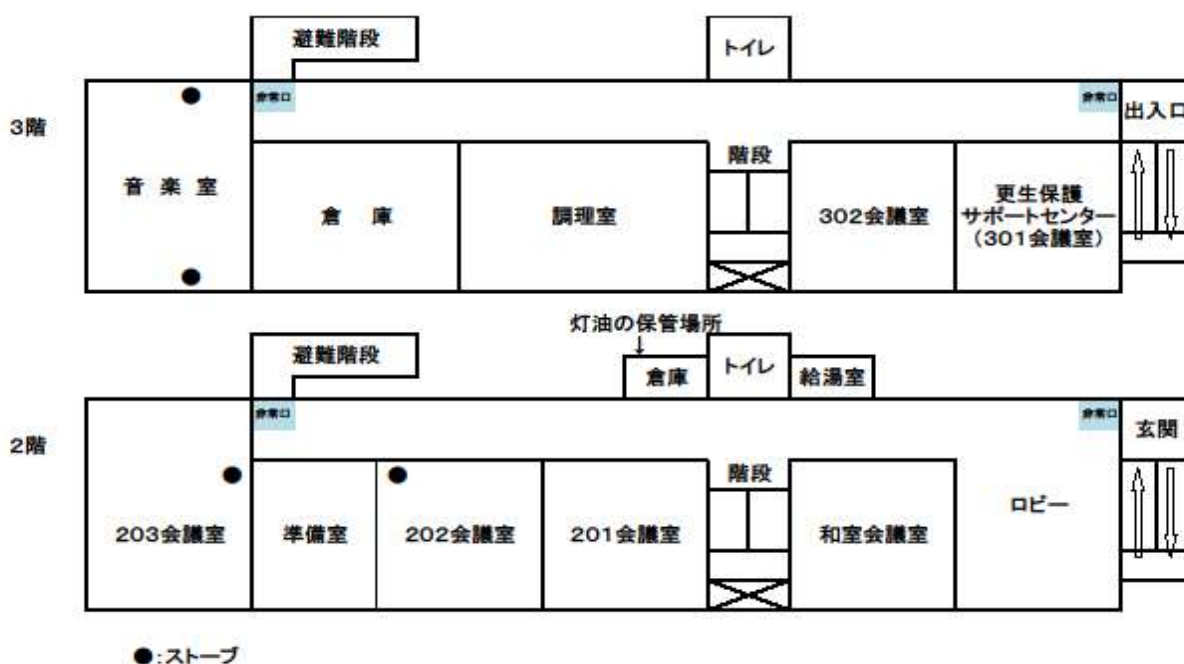 避難階段
トイレ
3階
非常口
非常口
出入口
音楽室
倉庫
調理室
階段
302会議室
更生保護
サポートセンター
(301会議室)
灯油の保管場所
避難階段
倉庫
トイレ
給湯室
2階
非常口
非常口
玄関
203会議室
準備室
202会議室
201会議室
階段
和室会議室
ロビー
●:ストーブ